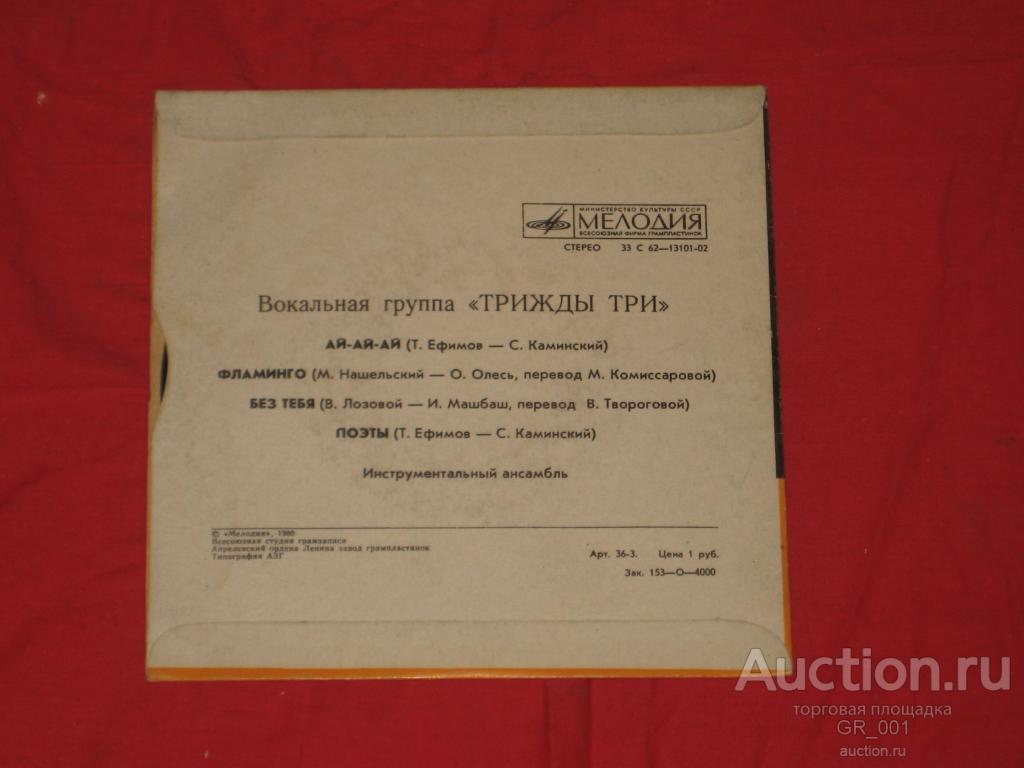 МИНИСТЕРСТВО КУЛЬТУРЫ СССР
МЕЛОДИЯ
ВСЕСОЮЗНАЯ ФИРМА ГРАМПЛАСТИНОК
СТЕРЕО 33 С 62—13101-02
Вокальная группа «ТРИЖДЫ ТРИ»
АЙ-АЙ-АЙ (Т. Ефимов — С. Каминский)
ФЛАМИНГО (М. Нашельский — О. Олесь, перевод М. Комиссаровой)
БЕЗ ТЕБЯ (В. Лозовой — И. Машбаш, перевод В. Твороговой)
ПОЭТЫ (Т. Ефимов — С. Каминский)
Инструментальный ансамбль
© «Мелодия», 1980
Всесоюзная студия грамзаписи
Апрелевский ордена Ленина завод грампластинок
Типография АЗГ
Арт. 36-3. Цена 1 руб.
Зак. 153—О—4000
Auction.ru
торговая площадка
GR_001
auction.ru